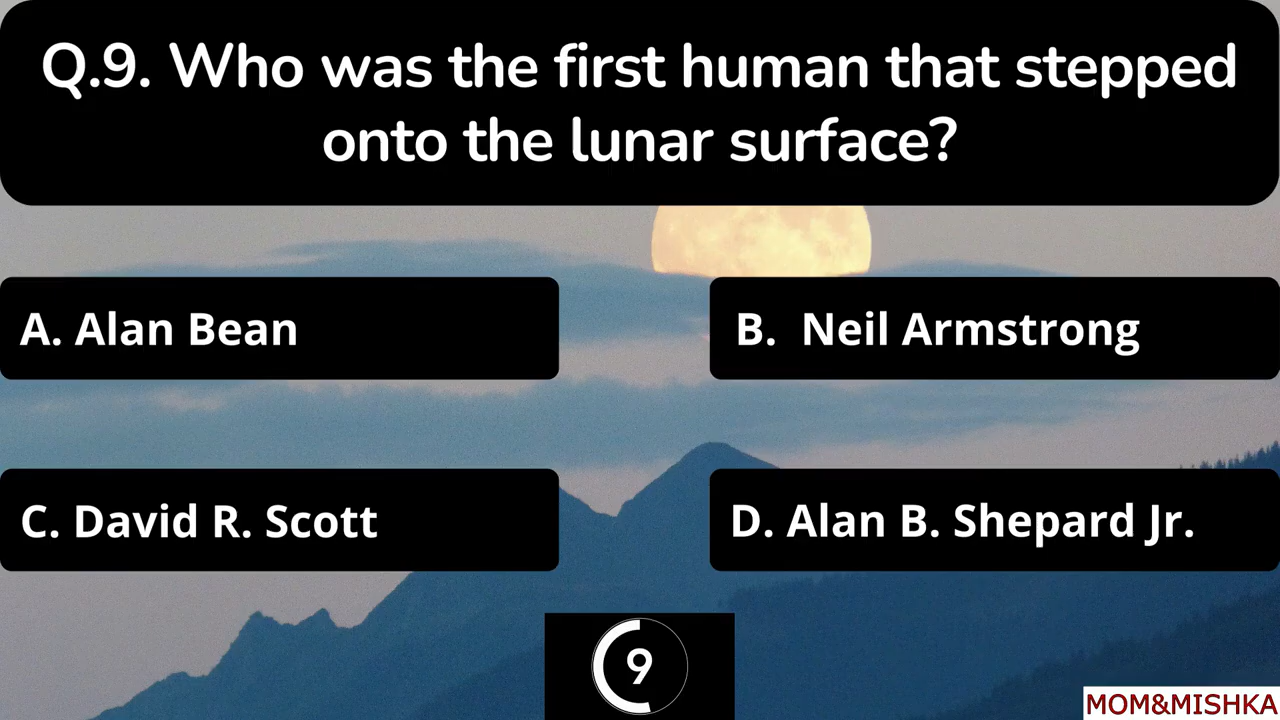 Q.9. Who was the first human that stepped
onto the lunar surface?
A. Alan Bean
B. Neil Armstrong
C. David R. Scott
D. Alan B. Shepard Jr.
9
MOM&MISHKA